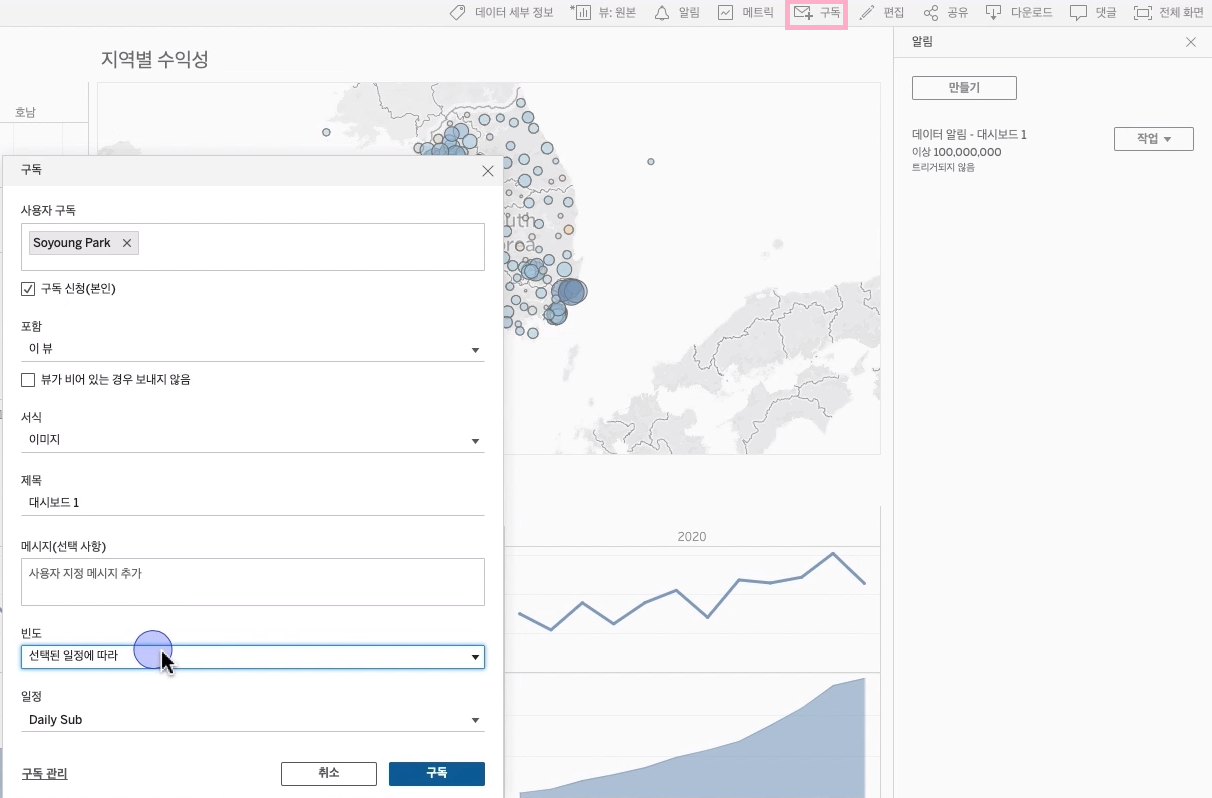 데이터 세부 정보
뷰: 원본
알림
메트릭
구독
편집
공유
다운로드
댓글
전체 화면
지역별 수익성
호남
구독
사용자 구독
Soyoung Park
구독 신청(본인)
포함
이 뷰
뷰가 비어 있는 경우 보내지 않음
서식
이미지
제목
대시보드 1
메시지(선택 사항)
사용자 지정 메시지 추가
빈도
선택된 일정에 따라
일정
Daily Sub
구독 관리
취소
구독
2020
알림
만들기
데이터 알림 - 대시보드 1
이상 100,000,000
트리거되지 않음
작업